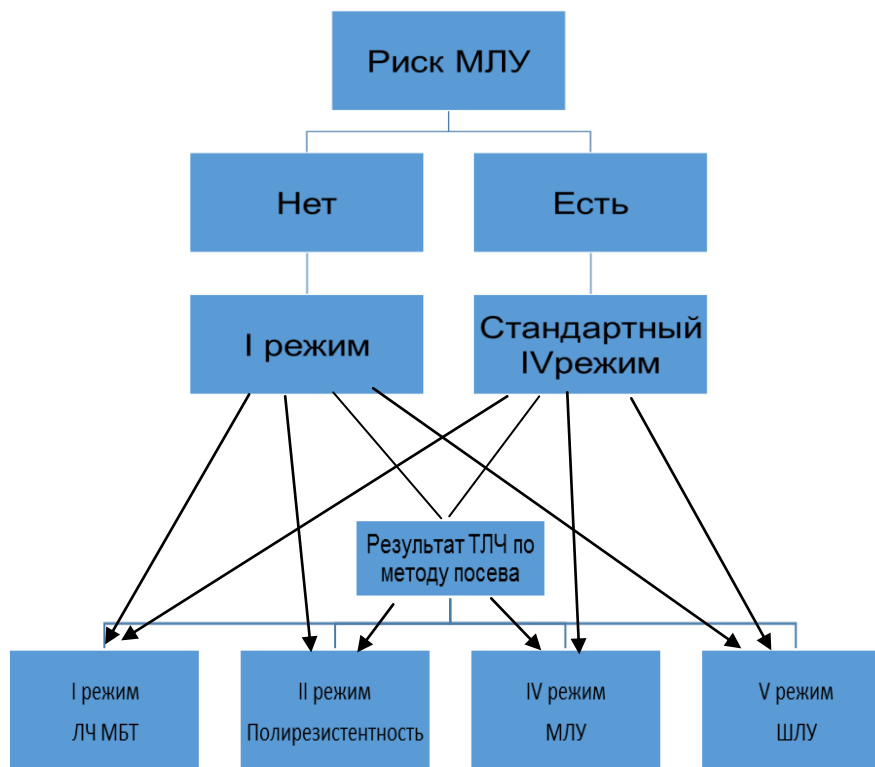 Риск МЛУ
Нет
Есть
I режим
Стандартный
IVрежим
Результат ТЛЧ по
методу посева
I режим
ЛЧ МБТ
II режим
Полирезистентность
IV режим
МЛУ
V режим
ШЛУ